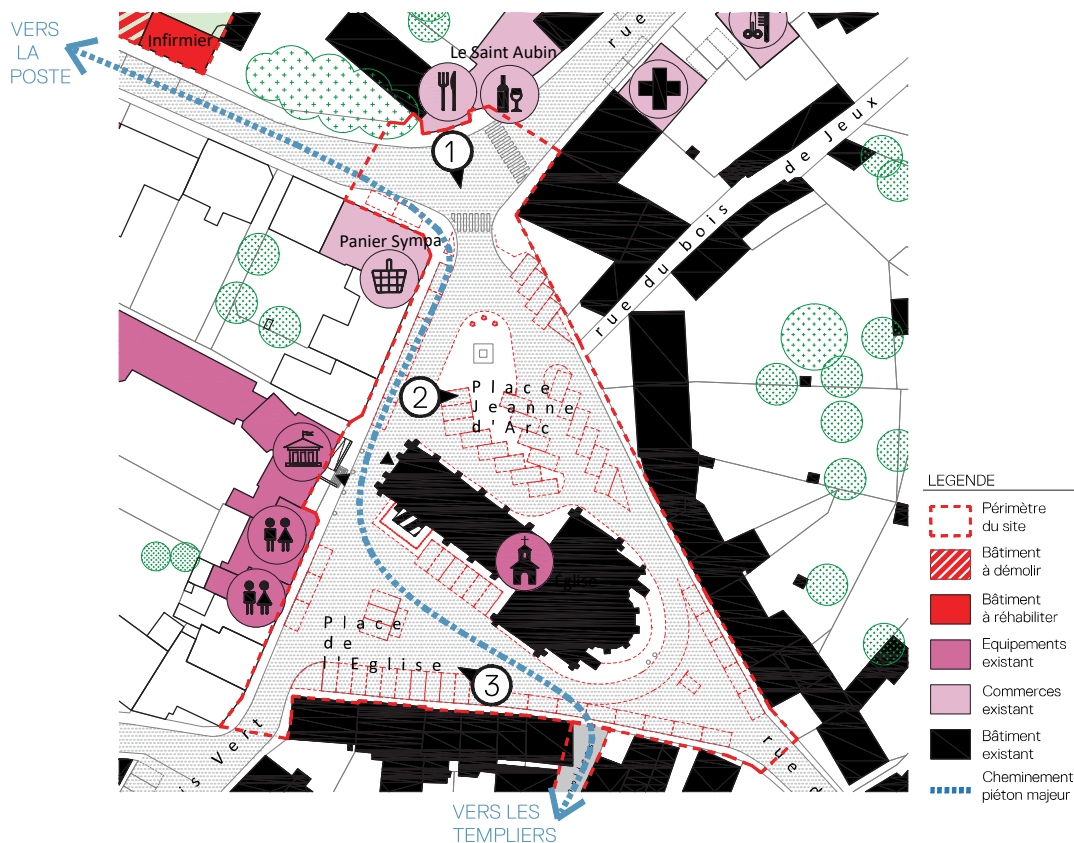 VERS
LA
POSTE
Infirmier
Le Saint Aubin
rue
1
rue du bois de Jeux
Panier Sympa
2
Place
Jeanne
d'Arc
Eglise
Place
de
l'Eglise
3
is Vert
rue
VERS LES
TEMPLIERS
LEGENDE
Périmètre
du site
Bâtiment
à démolir
Bâtiment
à réhabiliter
Equipements
existant
Commerces
existant
Bâtiment
existant
Cheminement
piéton majeur